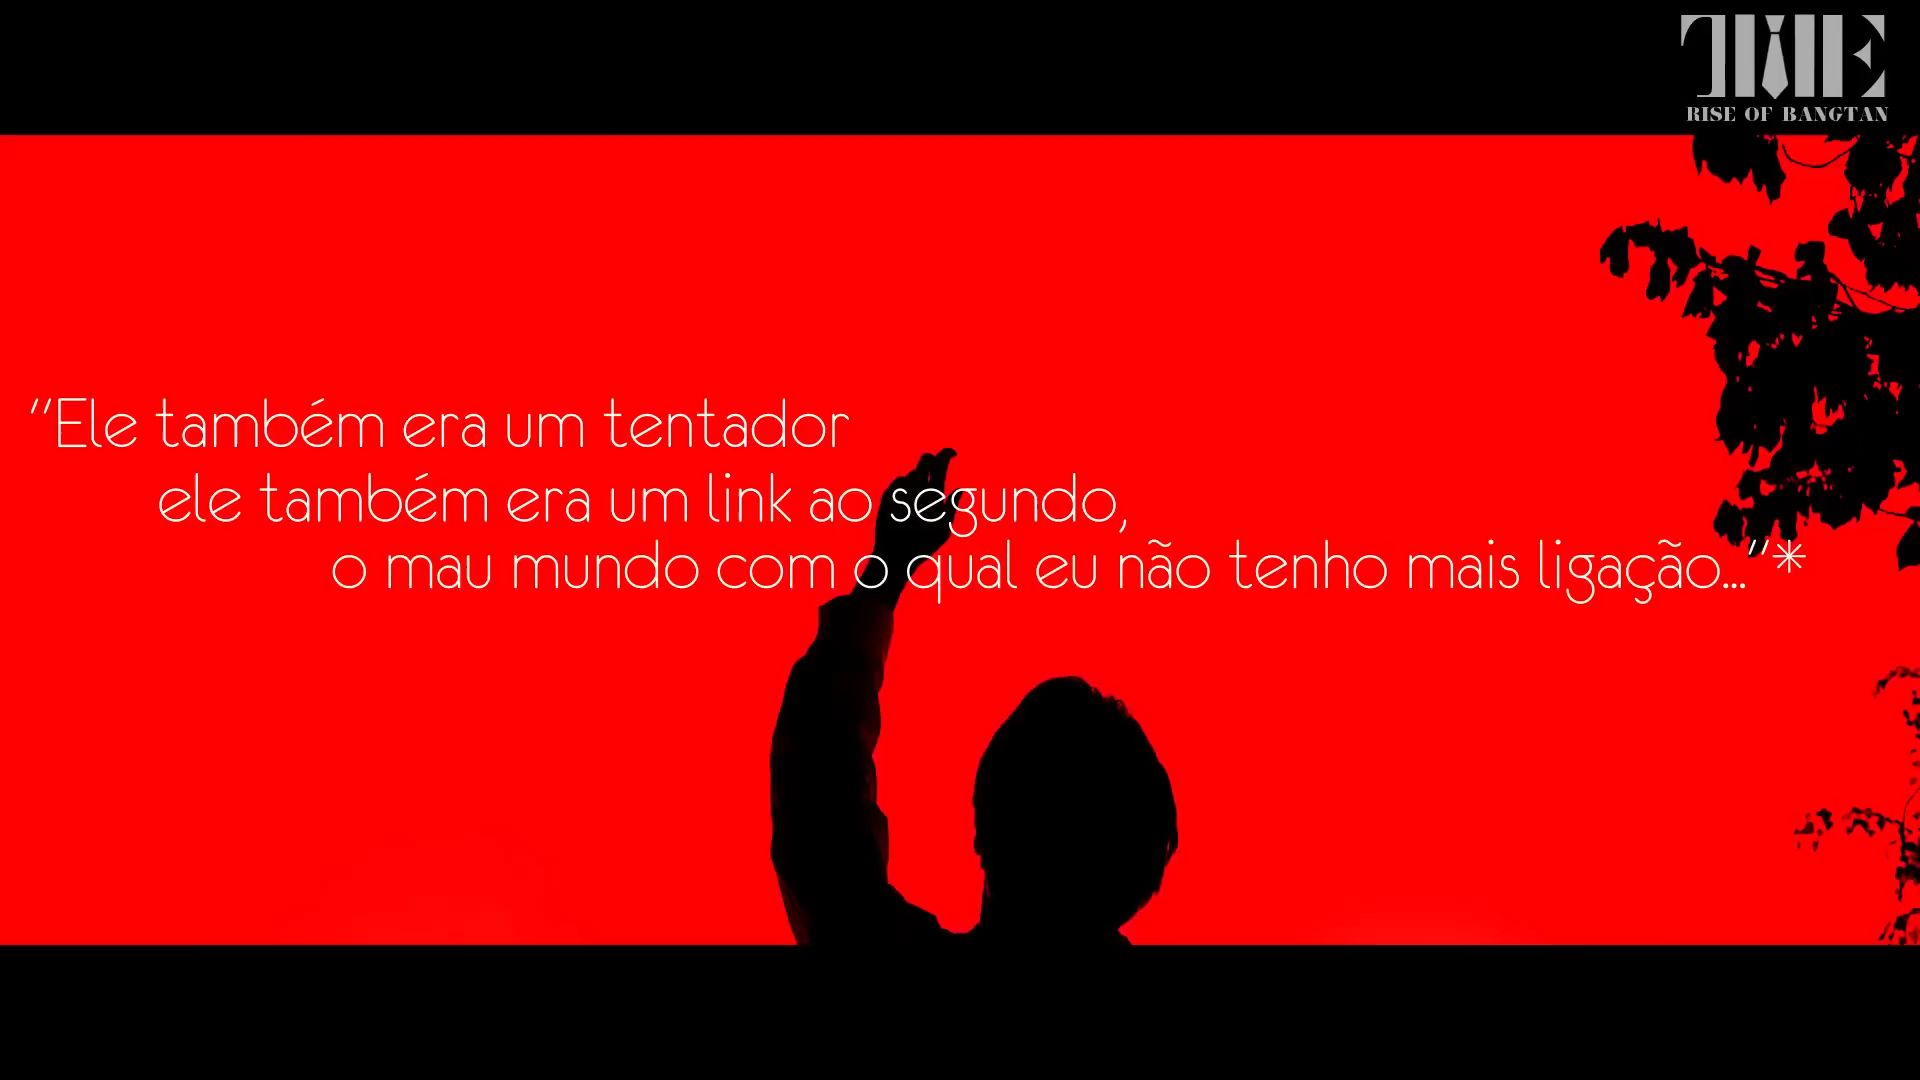 RISE OF BANGTAN
“Ele também era um tentador
ele também era um link ao segundo,
o mau mundo com o qual eu não tenho mais ligação...”*